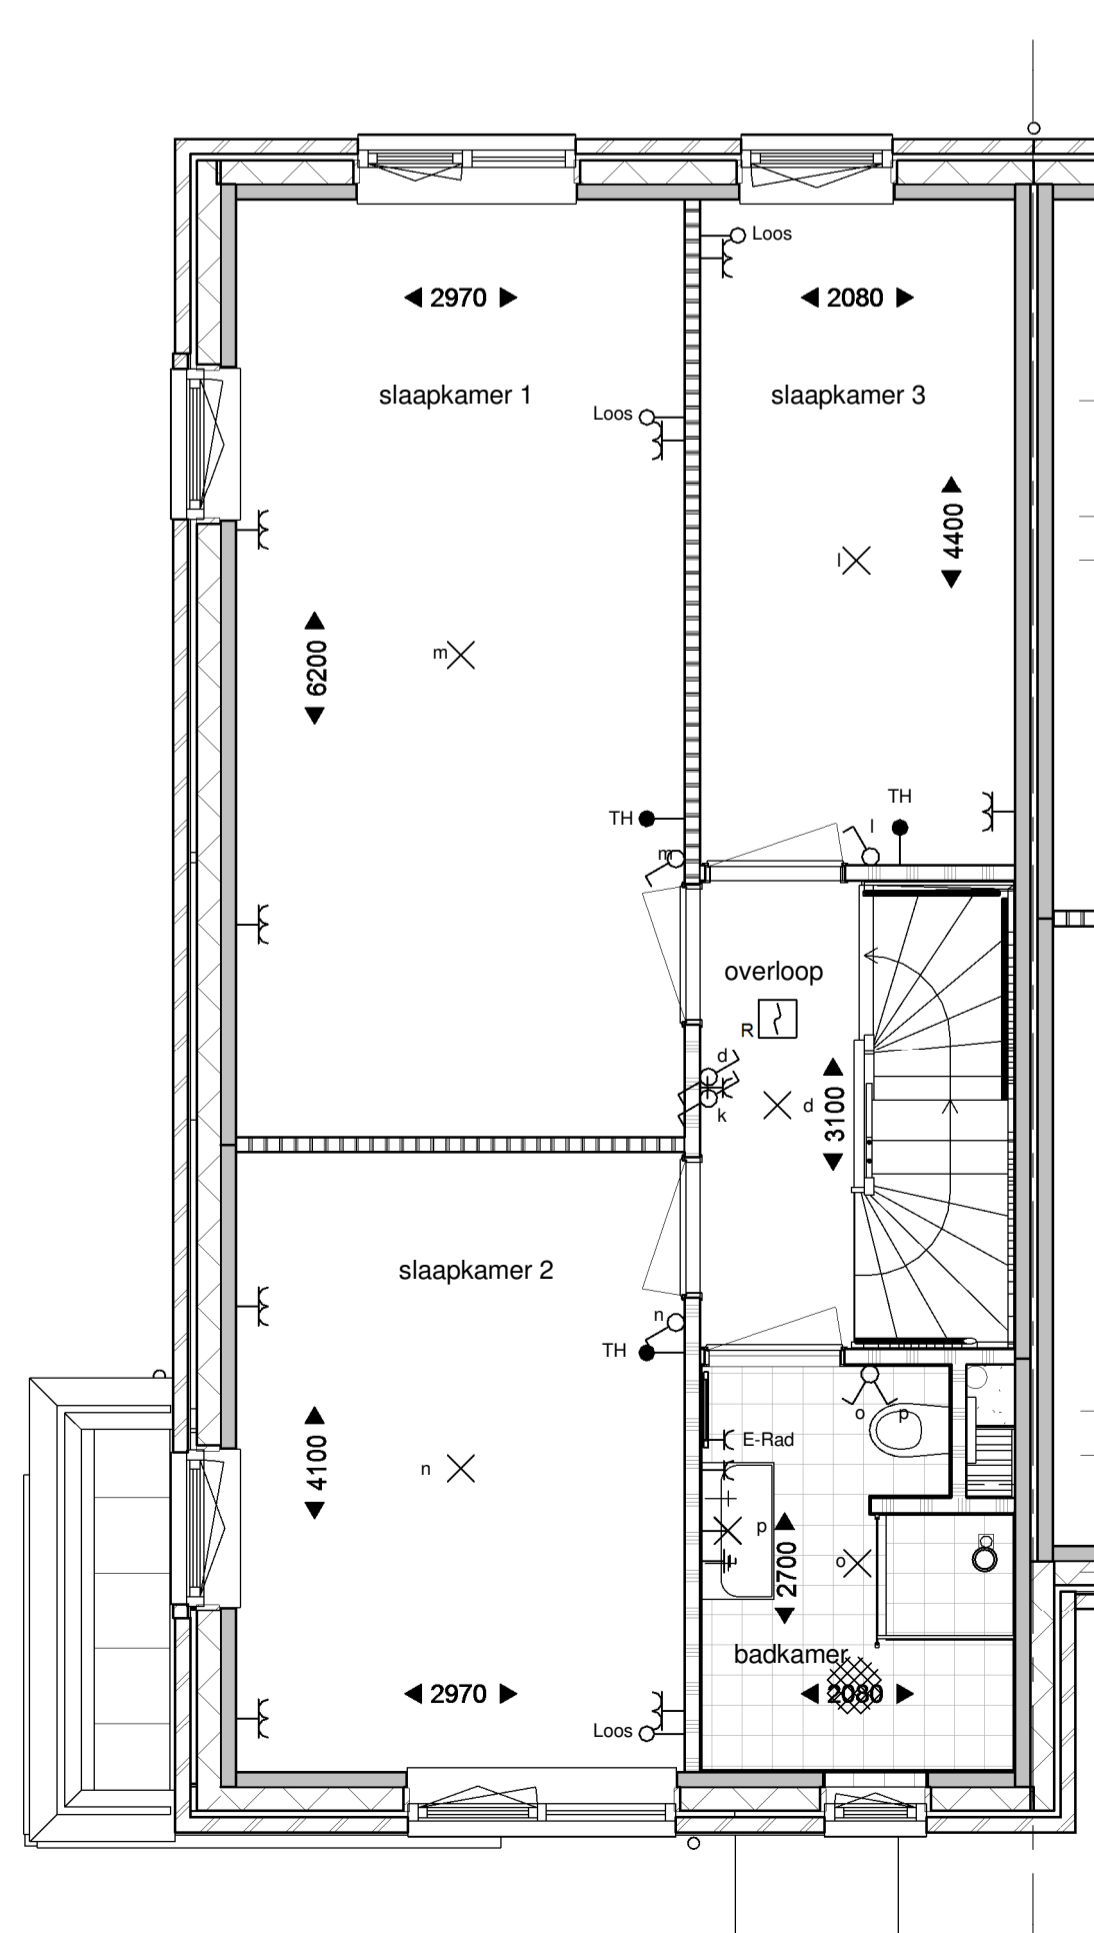 Loos
2970
2080
slaapkamer 1
slaapkamer 3
Loos
4400
l
m
6200
TH
TH
l
m
overloop
R
d
d
k
3100
slaapkamer 2
n
TH
o
p
E-Rad
4100
n
p
o
2700
badkamer
2970
2080
Loos